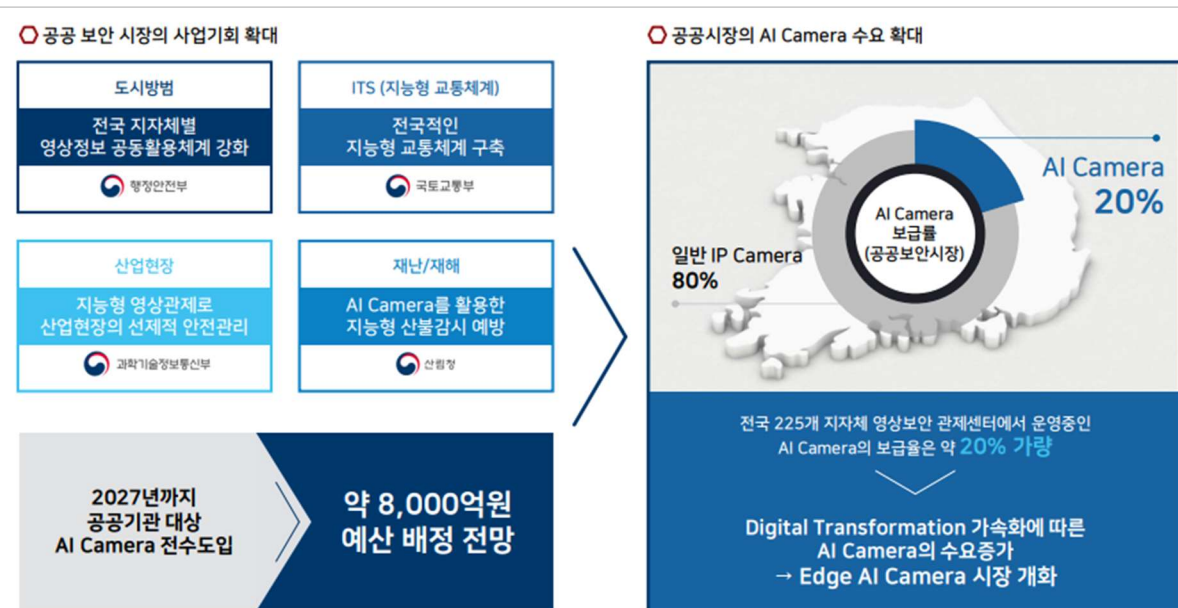 공공 보안 시장의 사업기회 확대
도시방범
전국 지자체별
영상정보 공동활용체계 강화
행정안전부
ITS (지능형 교통체계)
전국적인
지능형 교통체계 구축
국토교통부
산업현장
지능형 영상관제로
산업현장의 선제적 안전관리
과학기술정보통신부
재난/재해
AI Camera를 활용한
지능형 산불감시 예방
산림청
2027년까지
공공기관 대상
AI Camera 전수도입
약 8,000억원
예산 배정 전망
공공시장의 AI Camera 수요 확대
AI Camera
20%
AI Camera
보급률
(공공보안시장)
일반 IP Camera
80%
전국 225개 지자체 영상보안 관제센터에서 운영중인
AI Camera의 보급율은 약 20% 가량
Digital Transformation 가속화에 따른
AI Camera의 수요증가
→ Edge AI Camera 시장 개화